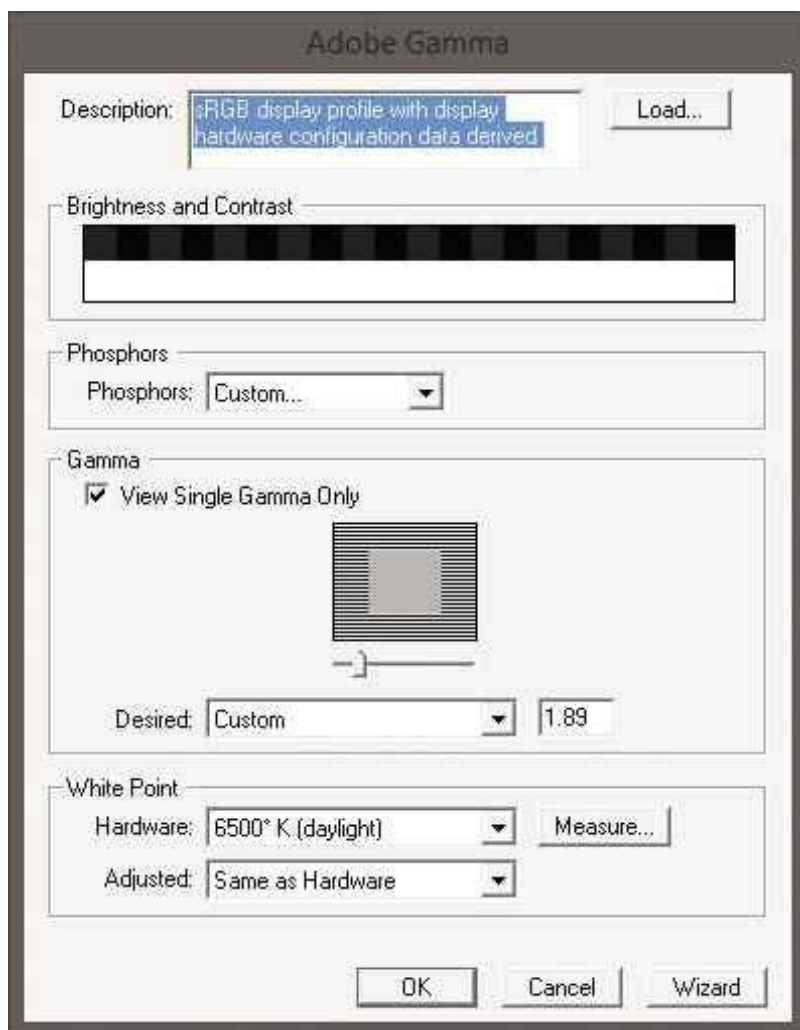 Adobe Gamma
Description:
sRGB display profile with display
hardware configuration data derived
Load...
Brightness and Contrast
Phosphors
Phosphors: Custom...
Gamma
View Single Gamma Only
Desired: Custom 1.89
White Point
Hardware: 6500° K (daylight) Measure...
Adjusted: Same as Hardware
OK Cancel Wizard